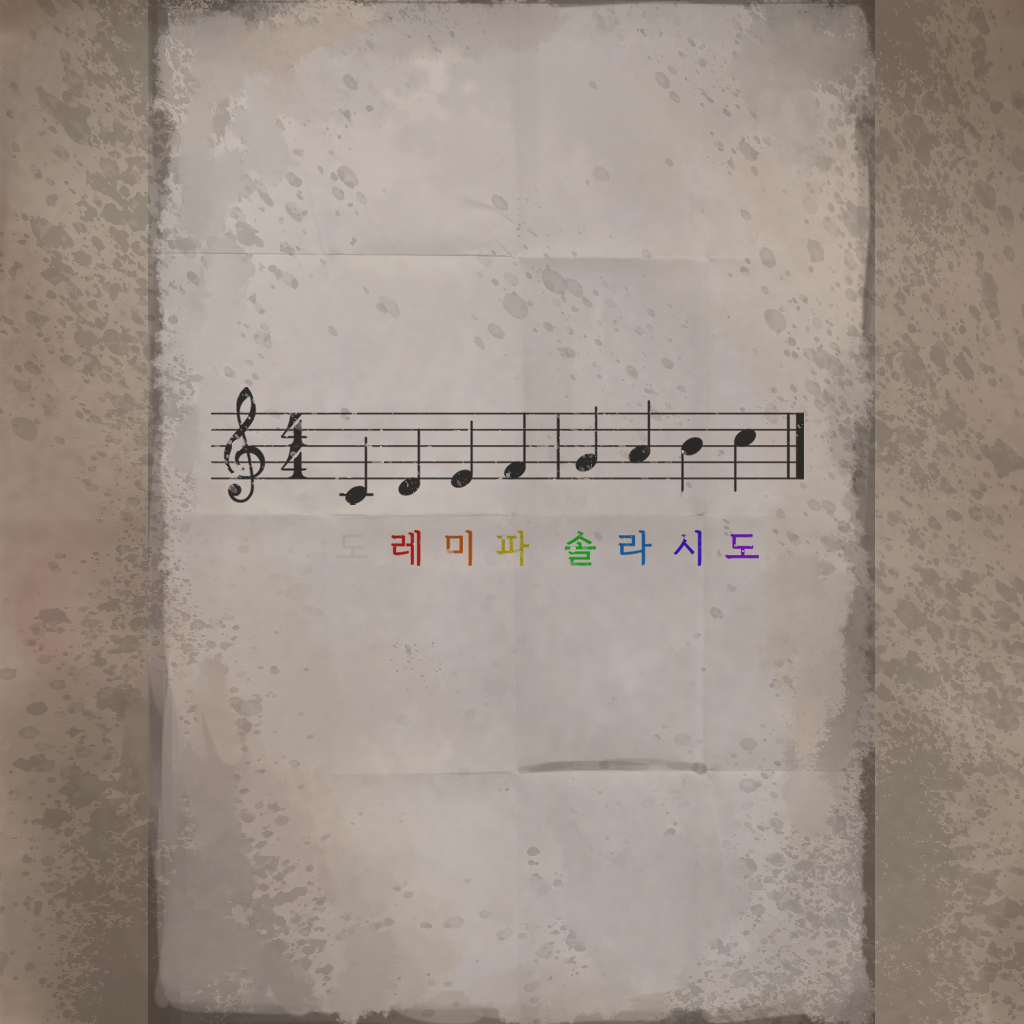 도 레 미 파 솔 라 시 도